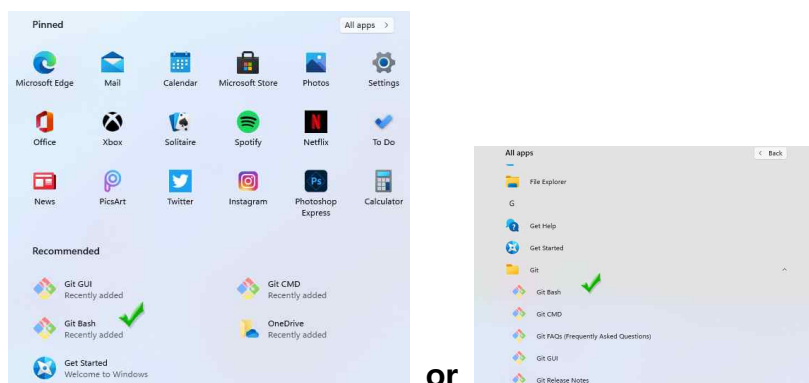 Pinned
All apps >
Microsoft Edge Mail Calendar Microsoft Store Photos Settings
Office Xbox Solitaire Spotify Netflix To Do
News PicsArt Twitter Instagram Photoshop Express Calculator
Recommended
Git GUI
Recently added
Git CMD
Recently added
Git Bash
Recently added
OneDrive
Recently added
Get Started
Welcome to Windows
or
All apps
< Back
File Explorer
G
Get Help
Get Started
Git
Git Bash
Git CMD
Git FAQs (Frequently Asked Questions)
Git GUI
Git Release Notes